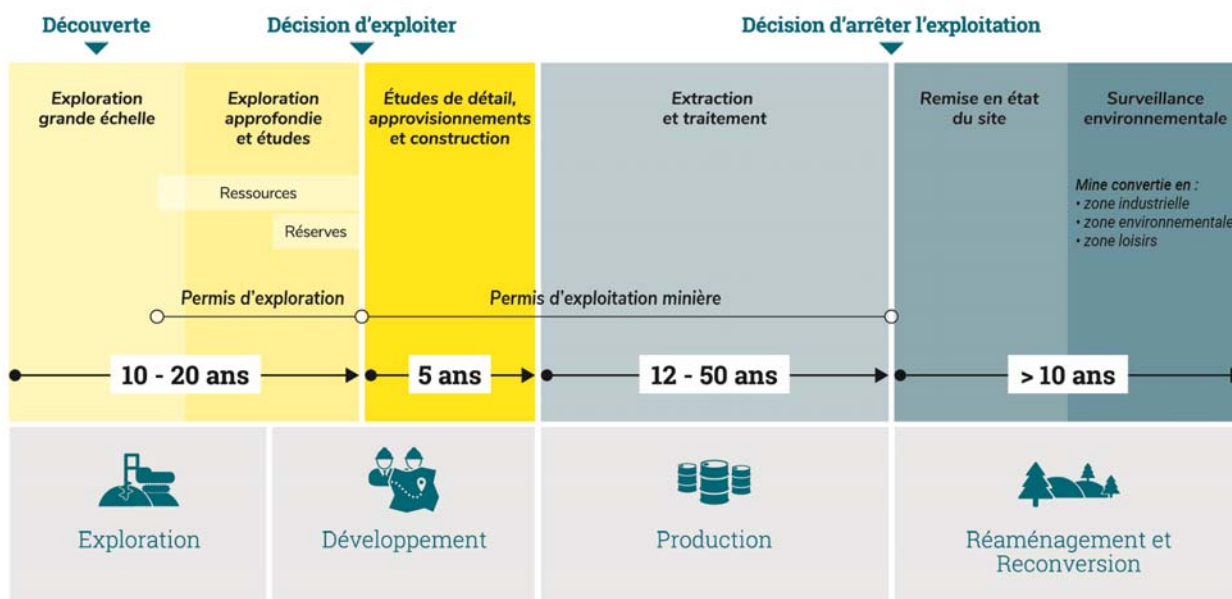 Découverte
Décision d’exploiter
Décision d’arrêter l’exploitation
Exploration
grande échelle
Exploration
approfondie
et études
Études de détail,
approvisionnements
et construction
Extraction
et traitement
Remise en état
du site
Surveillance
environnementale
Ressources
Réserves
Mine convertie en :
• zone industrielle
• zone environnementale
• zone loisirs
Permis d’exploration
Permis d’exploitation minière
10 - 20 ans
5 ans
12 - 50 ans
> 10 ans
Exploration
Développement
Production
Réaménagement et
Reconversion